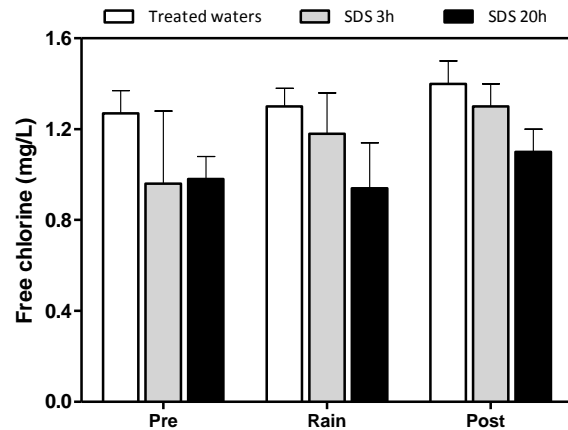 Treated waters SDS 3h SDS 20h
1.6
1.2
0.8
0.4
0.0
Free chlorine (mg/L)
Pre Rain Post